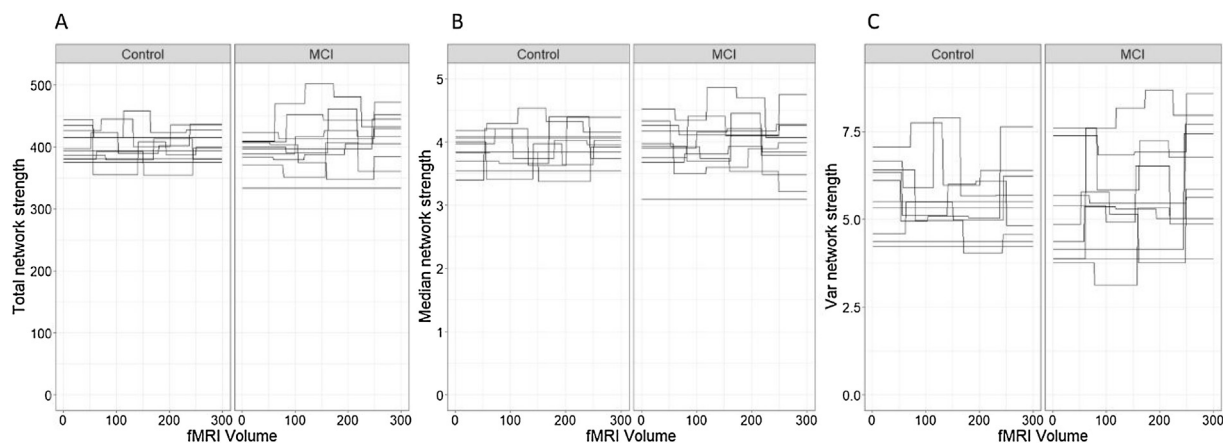 A
Control
MCI
Total network strength
500
400
300
200
100
0
0 100 200 300
0 100 200 300
fMRI Volume
B
Control
MCI
Median network strength
5
4
3
2
1
0
0 100 200 300
0 100 200 300
fMRI Volume
C
Control
MCI
Var network strength
7.5
5.0
2.5
0.0
0 100 200 300
0 100 200 300
fMRI Volume